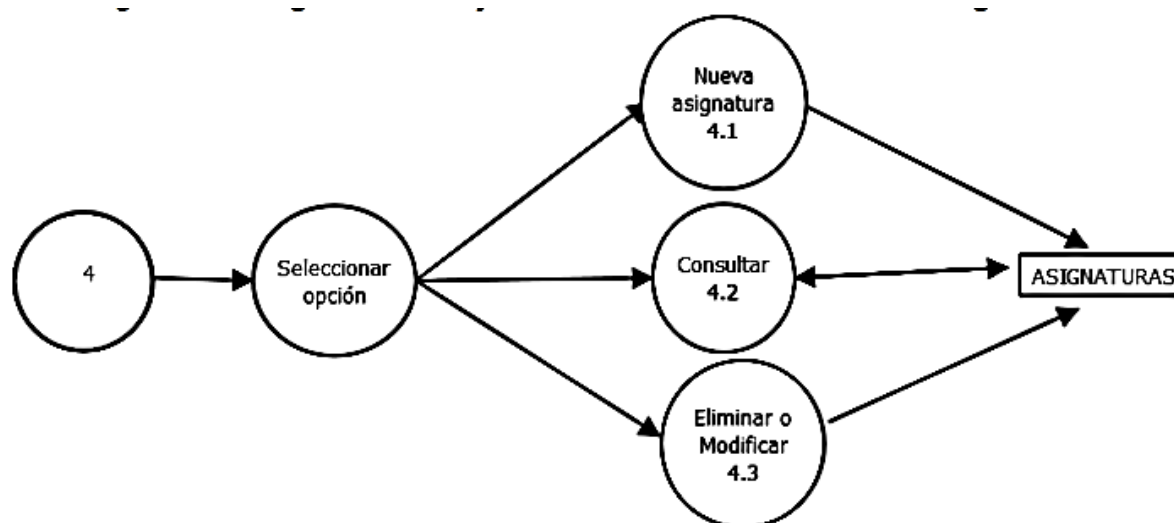 Nueva
asignatura
4.1
4
Seleccionar
opción
Consultar
4.2
ASIGNATURAS
Eliminar o
Modificar
4.3